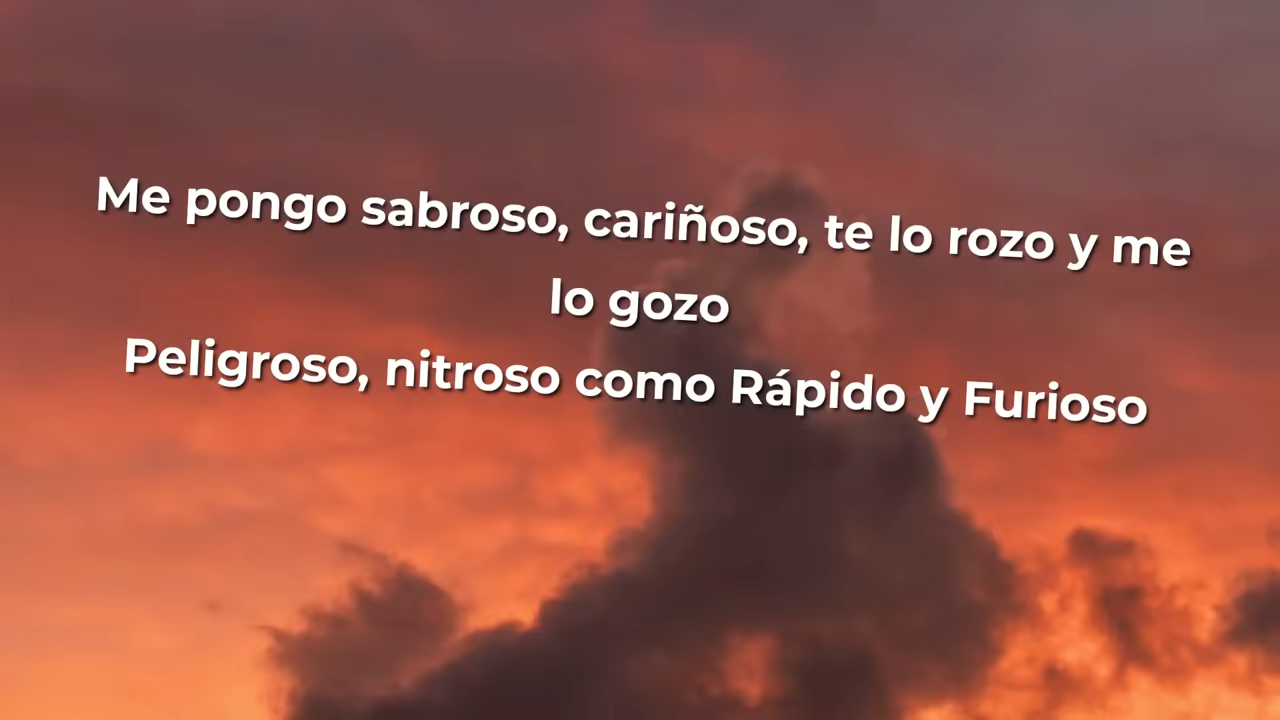 Me pongo sabroso, cariñoso, te lo rozo y me
lo gozo
Peligroso, nitroso como Rápido y Furioso